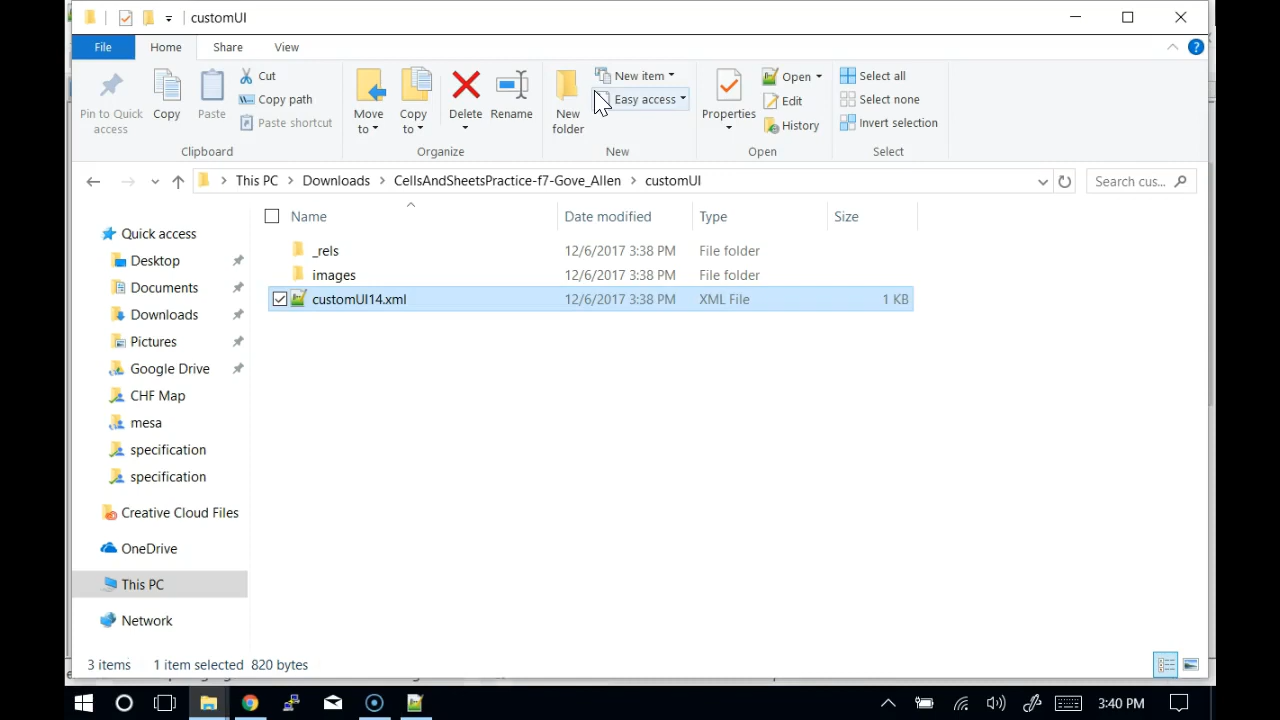 customUI
File Home Share View
Pin to Quick access
Copy
Paste
Cut
Copy path
Paste shortcut
Clipboard
Move to
Copy to
Delete
Rename
Organize
New folder
New item
Easy access
New
Properties
Open
Edit
History
Open
Select all
Select none
Invert selection
Select
This PC Downloads CellsAndSheetsPractice-f7-Gove_Allen customUI
Search cus...
Name Date modified Type Size
_rels 12/6/2017 3:38 PM File folder
images 12/6/2017 3:38 PM File folder
customUI14.xml 12/6/2017 3:38 PM XML File 1 KB
Quick access
Desktop
Documents
Downloads
Pictures
Google Drive
CHF Map
mesa
specification
specification
Creative Cloud Files
OneDrive
This PC
Network
3 items 1 item selected 820 bytes
3:40 PM